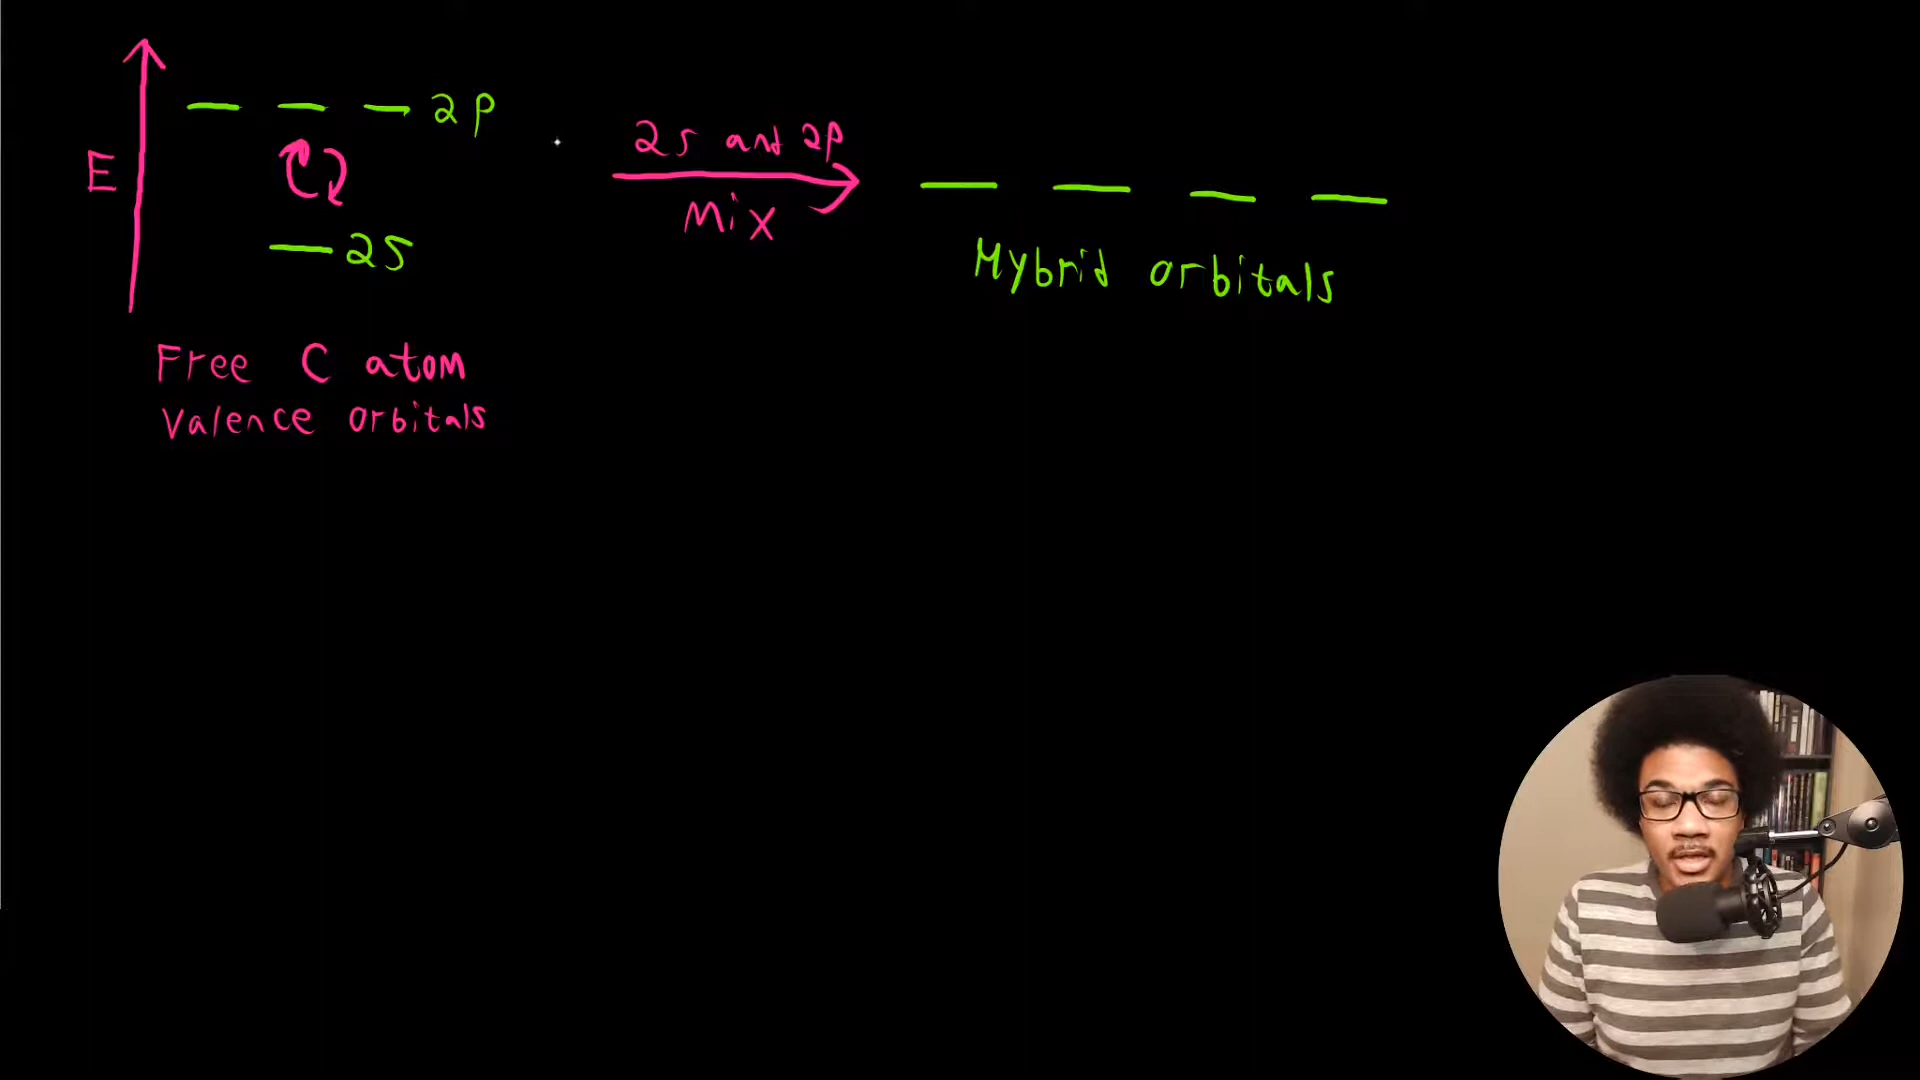 2p
2s and 2p
E
Mix
2s
Hybrid orbitals
Free C atom
Valence orbitals